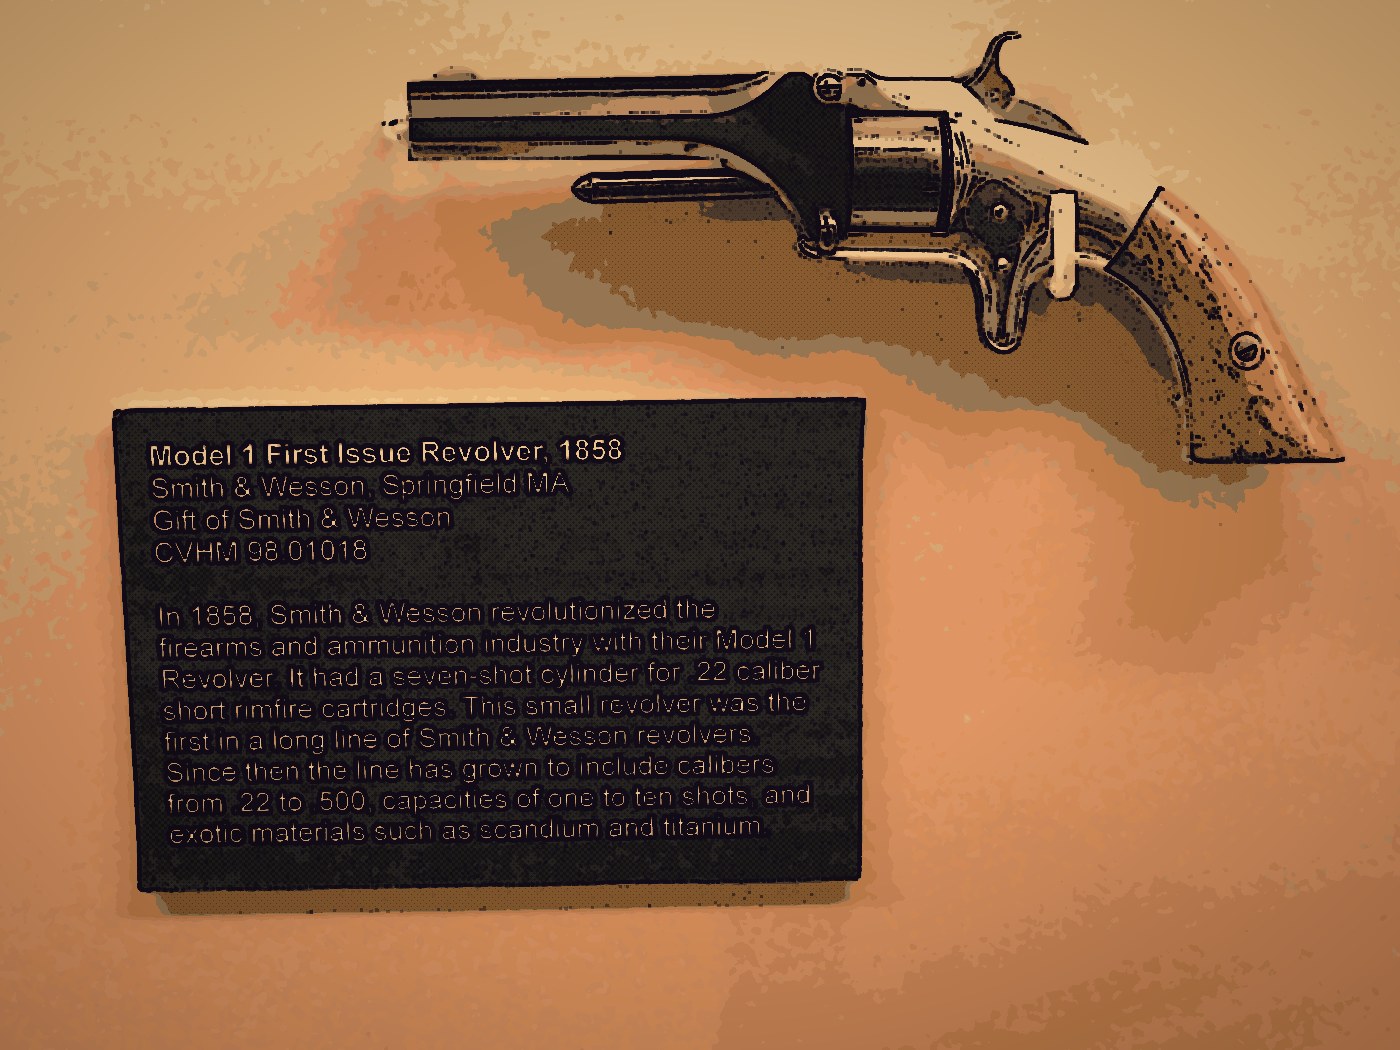 Model 1 First Issue Revolver, 1858
Smith & Wesson, Springfield MA
Gift of Smith & Wesson
CVHM 98.01018
In 1858, Smith & Wesson revolutionized the
firearms and ammunition industry with their Model 1
Revolver. It had a seven-shot cylinder for .22 caliber
short rimfire cartridges. This small revolver was the
first in a long line of Smith & Wesson revolvers.
Since then the line has grown to include calibers
from .22 to .500, capacities of one to ten shots, and
exotic materials such as scandium and titanium.